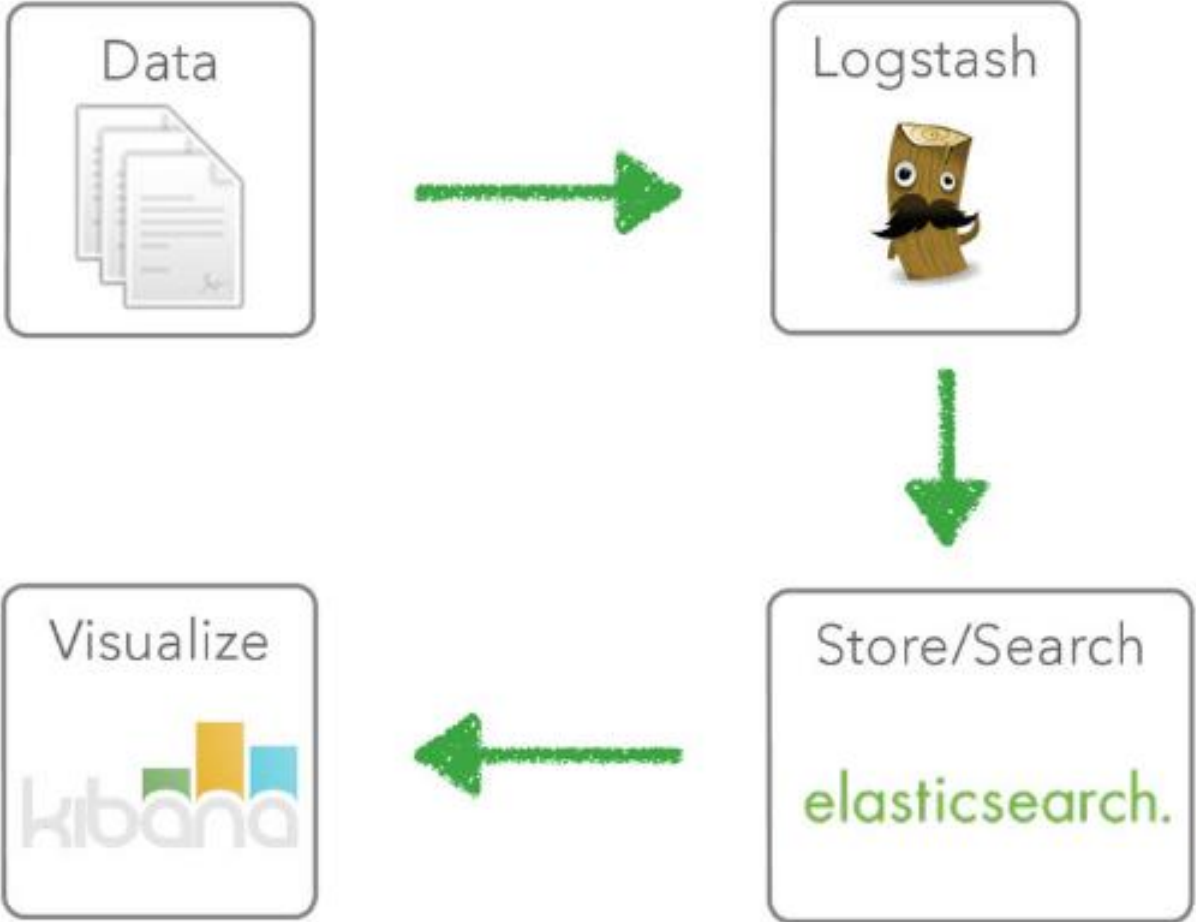 Data
Logstash
Store/Search
elasticsearch.
Visualize
kibana